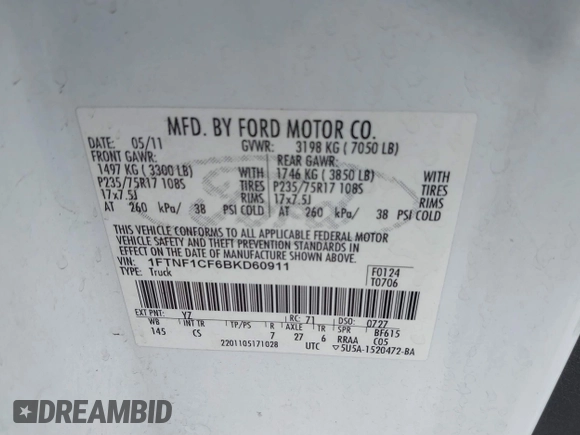 MFD. BY FORD MOTOR CO.
DATE: 05/11 GVWR: 3198 KG ( 7050 LB)
FRONT GAWR: REAR GAWR:
1497 KG ( 3300 LB) WITH 1746 KG ( 3850 LB) WITH
P235/75R17 108S TIRES P235/75R17 108S TIRES
17x7.5J RIMS 17x7.5J RIMS
AT 260 kPa/ 38 PSI COLD AT 260 kPa/ 38 PSI COLD
THIS VEHICLE CONFORMS TO ALL APPLICABLE FEDERAL MOTOR
VEHICLE SAFETY AND THEFT PREVENTION STANDARDS IN
EFFECT ON THE DATE OF MANUFACTURE SHOWN ABOVE.
VIN: 1FTNF1CF6BKD60911 F0124
TYPE: Truck T0706
EXT PNT: YZ RC: 71 DSO: 0727
WB INT TR TP/PS R AXLE TR SPR BF615
145 CS 7 27 6 RRAA C05
2201105171028 UTC 5U5A-1520472-BA
Ford
DREAMBID